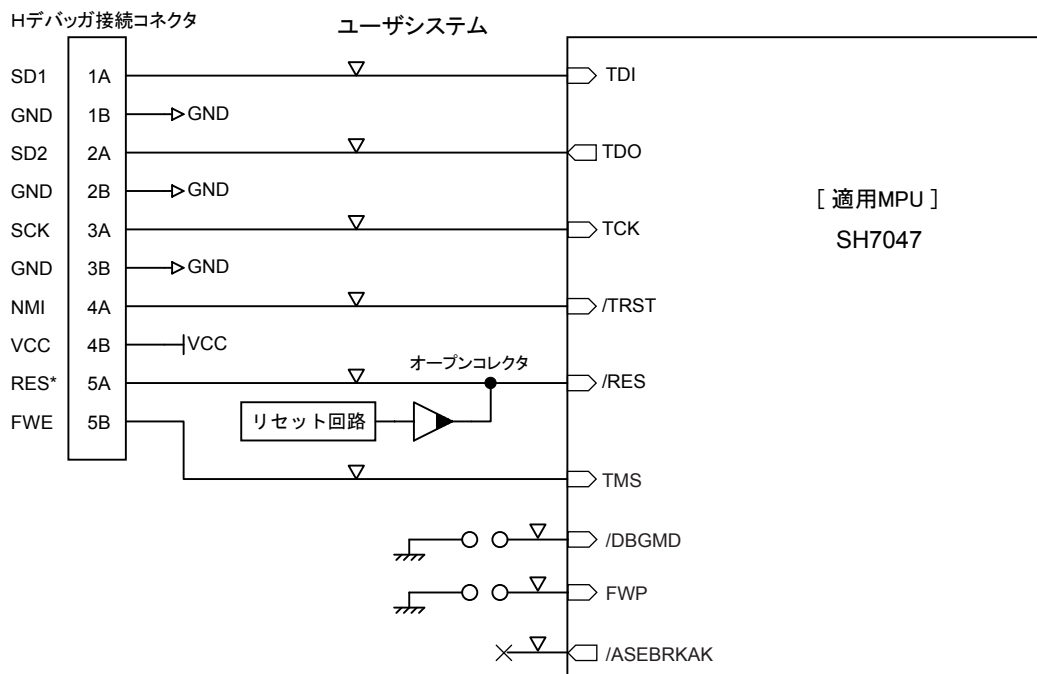 Hデバッガ接続コネクタ
ユーザシステム
SD1 1A TDI
GND 1B GND
SD2 2A TDO
GND 2B GND
[ 適用MPU ]
SCK 3A TCK
SH7047
GND 3B GND
NMI 4A /TRST
VCC 4B VCC
オープンコレクタ
RES* 5A /RES
FWE 5B リセット回路
TMS
/DBGMD
FWP
/ASEBRKAK